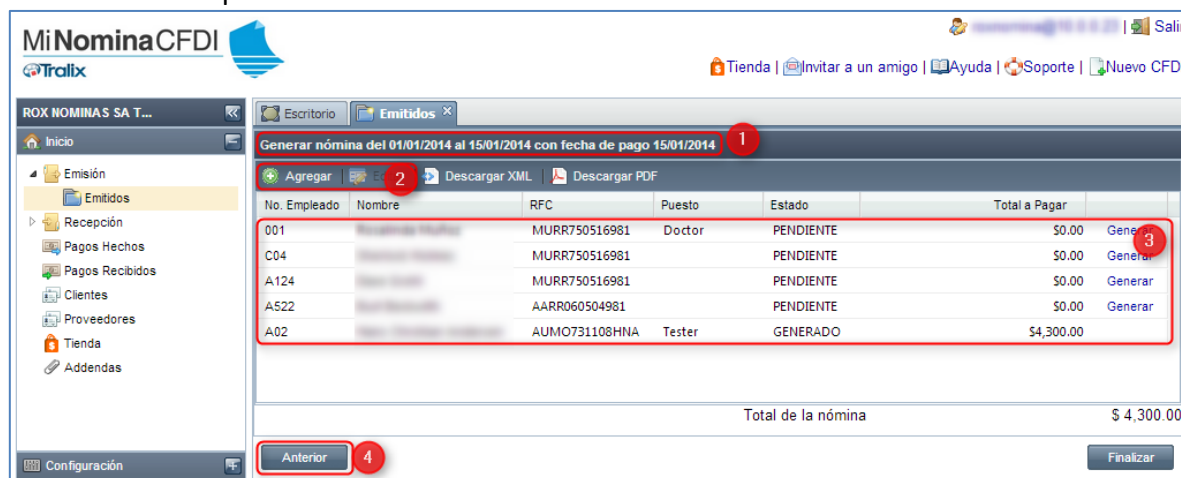 MiNominaCFDI
Tralix
| Salir
Tienda | Invitar a un amigo | Ayuda | Soporte | Nuevo CFD
ROX NOMINAS SA T...
Inicio
Emisión
Emitidos
Recepción
Pagos Hechos
Pagos Recibidos
Clientes
Proveedores
Tienda
Addendas
Configuración
Escritorio Emitidos ×
Generar nómina del 01/01/2014 al 15/01/2014 con fecha de pago 15/01/2014 1
Agregar 2 Descargar XML Descargar PDF
No. Empleado Nombre RFC Puesto Estado Total a Pagar
001 MURR750516981 Doctor PENDIENTE $0.00 Generar
3
C04 MURR750516981 PENDIENTE $0.00 Generar
A124 MURR750516981 PENDIENTE $0.00 Generar
A522 AARR060504981 PENDIENTE $0.00 Generar
A02 AUMO731108HNA Tester GENERADO $4,300.00
Total de la nómina $ 4,300.00
Anterior 4 Finalizar